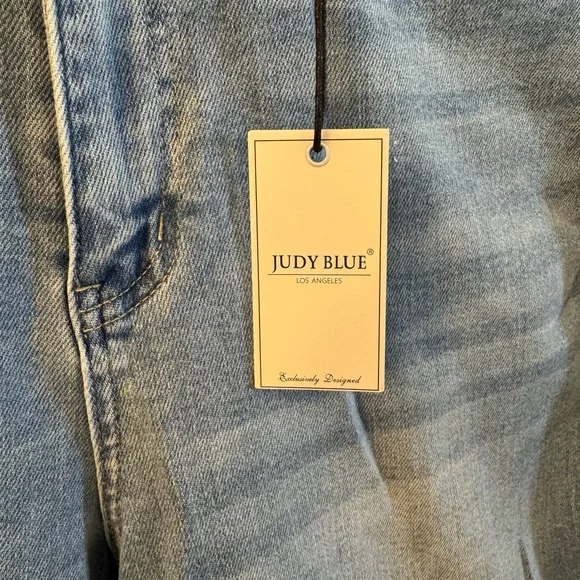 JUDY BLUE®
LOS ANGELES
Exclusively Designed